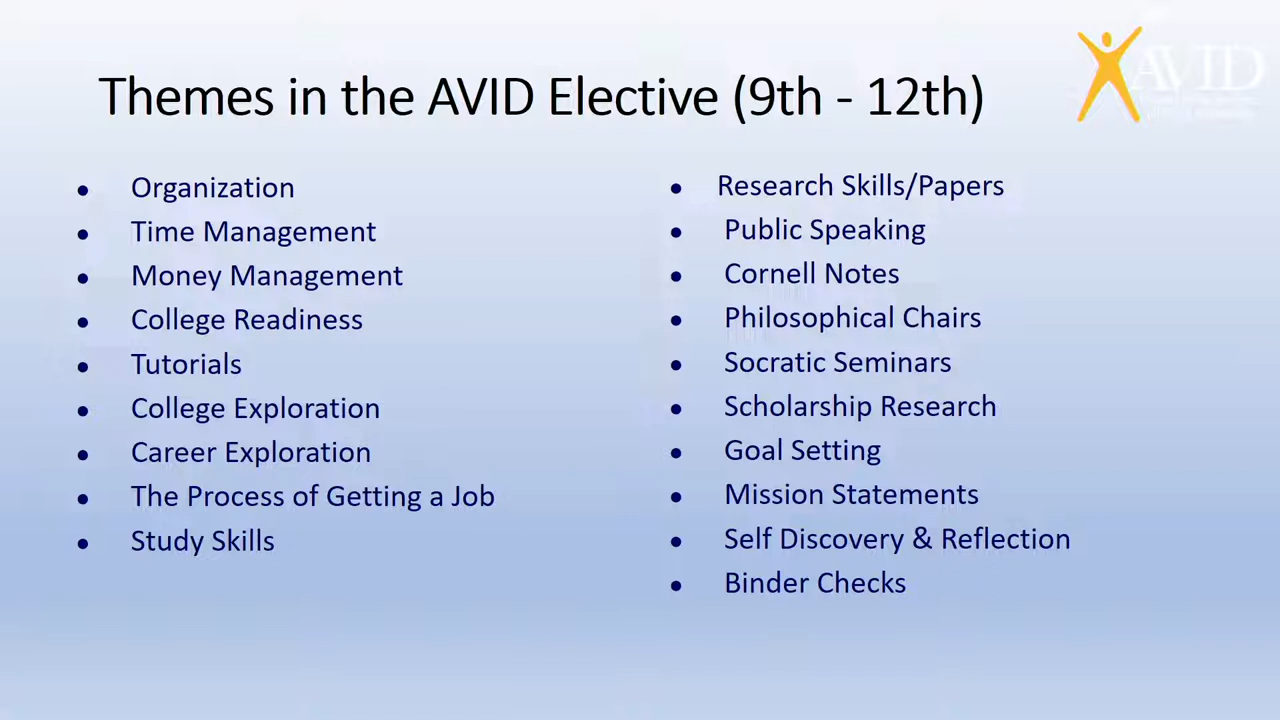 Themes in the AVID Elective (9th - 12th)
AVID
• Organization
• Time Management
• Money Management
• College Readiness
• Tutorials
• College Exploration
• Career Exploration
• The Process of Getting a Job
• Study Skills
• Research Skills/Papers
• Public Speaking
• Cornell Notes
• Philosophical Chairs
• Socratic Seminars
• Scholarship Research
• Goal Setting
• Mission Statements
• Self Discovery & Reflection
• Binder Checks